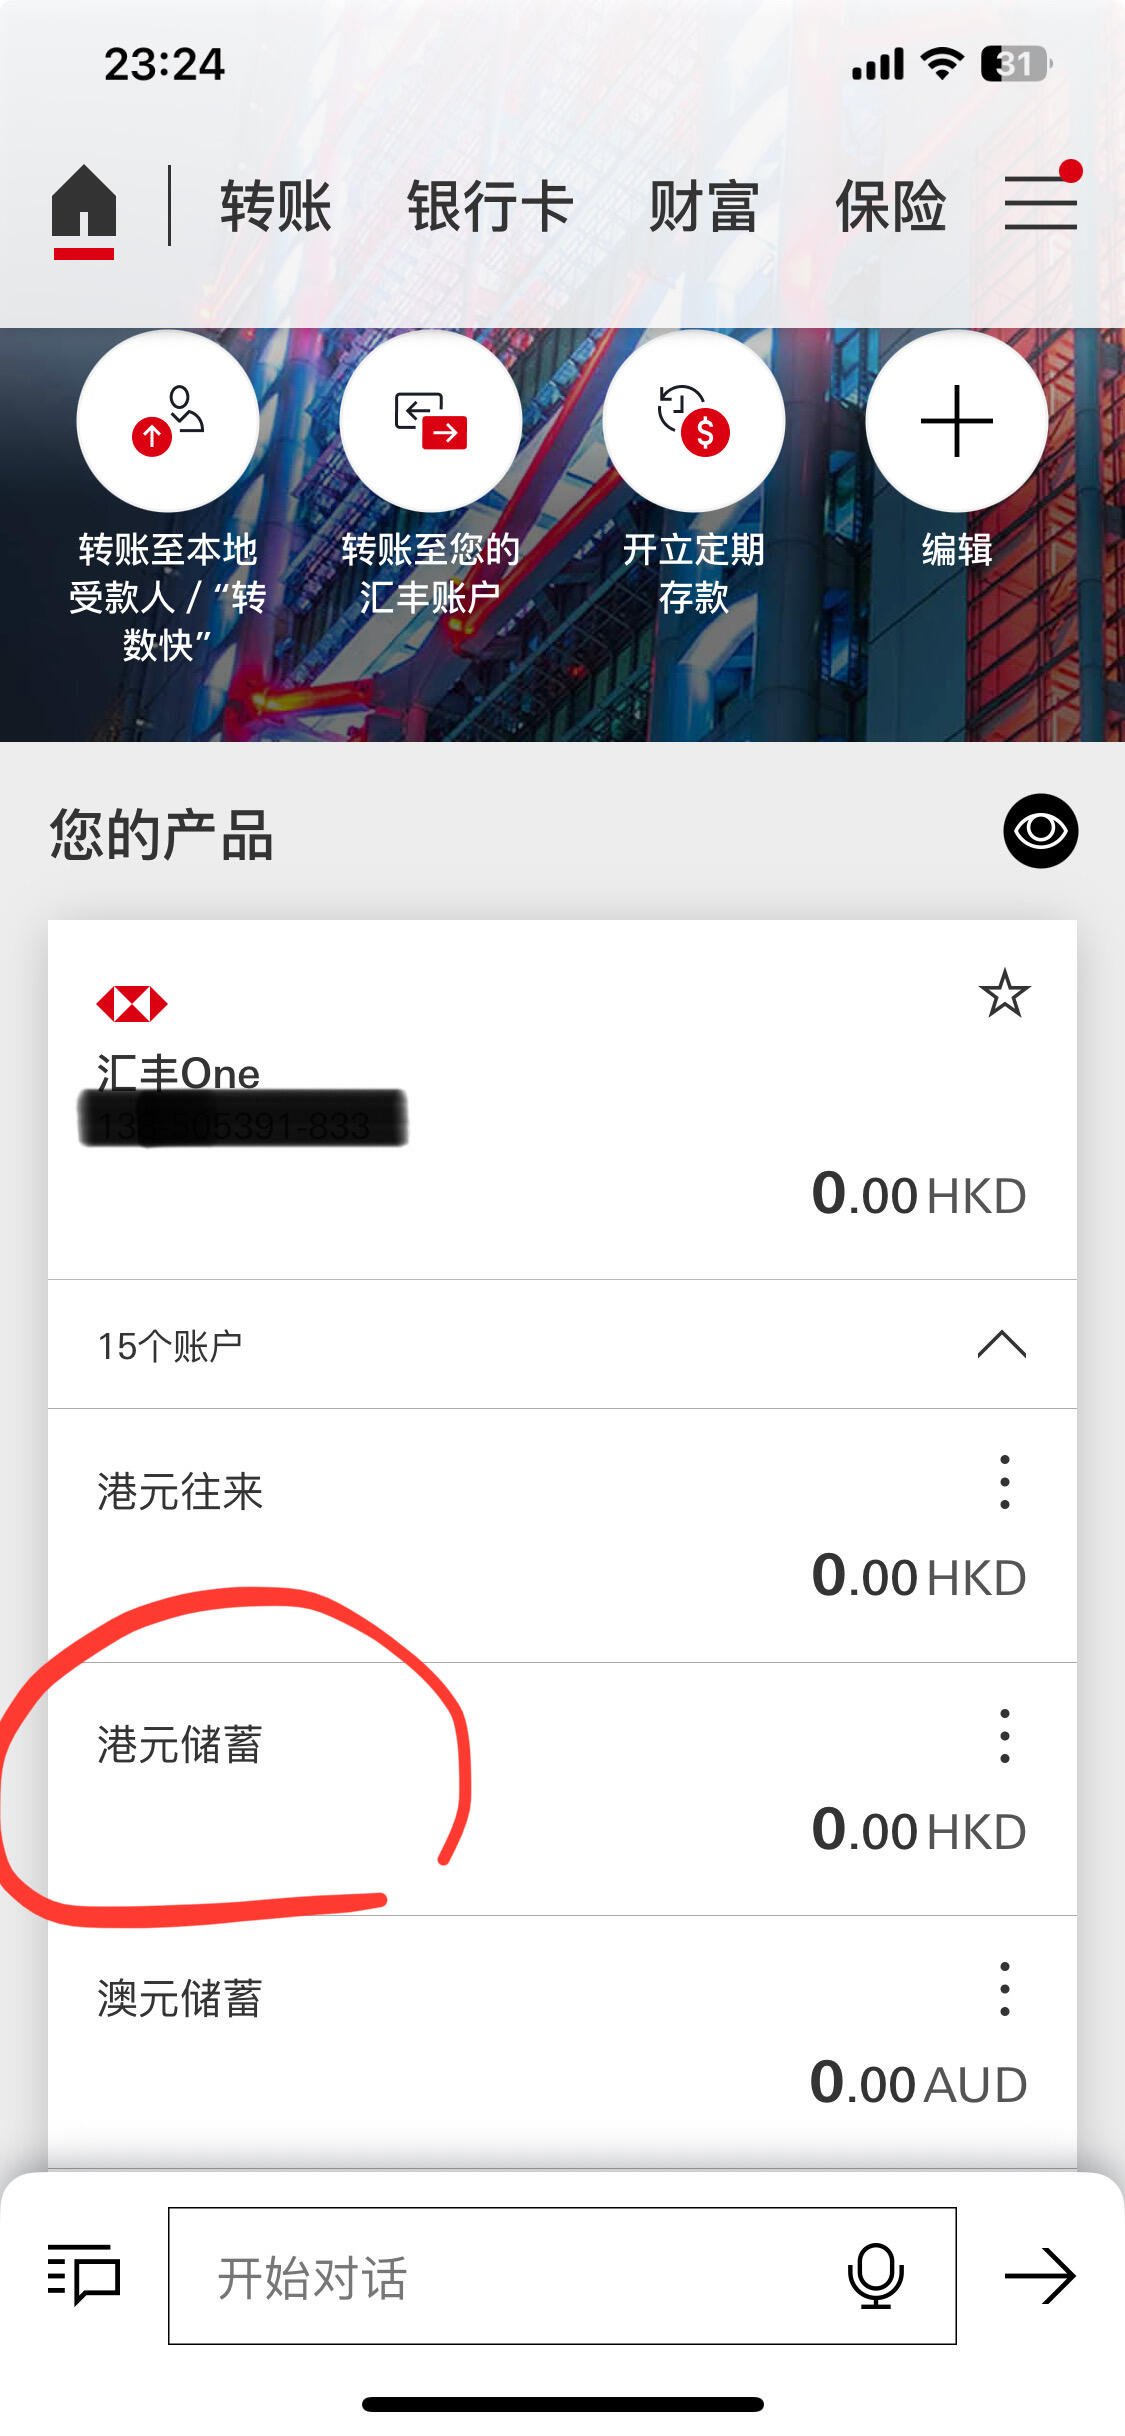 23:24
31
转账 银行卡 财富 保险
转账至本地
受款人 / “转
数快”
转账至您的
汇丰账户
开立定期
存款
编辑
您的产品
汇丰One
0.00 HKD
15个账户
港元往来
0.00 HKD
港元储蓄
0.00 HKD
澳元储蓄
0.00 AUD
开始对话